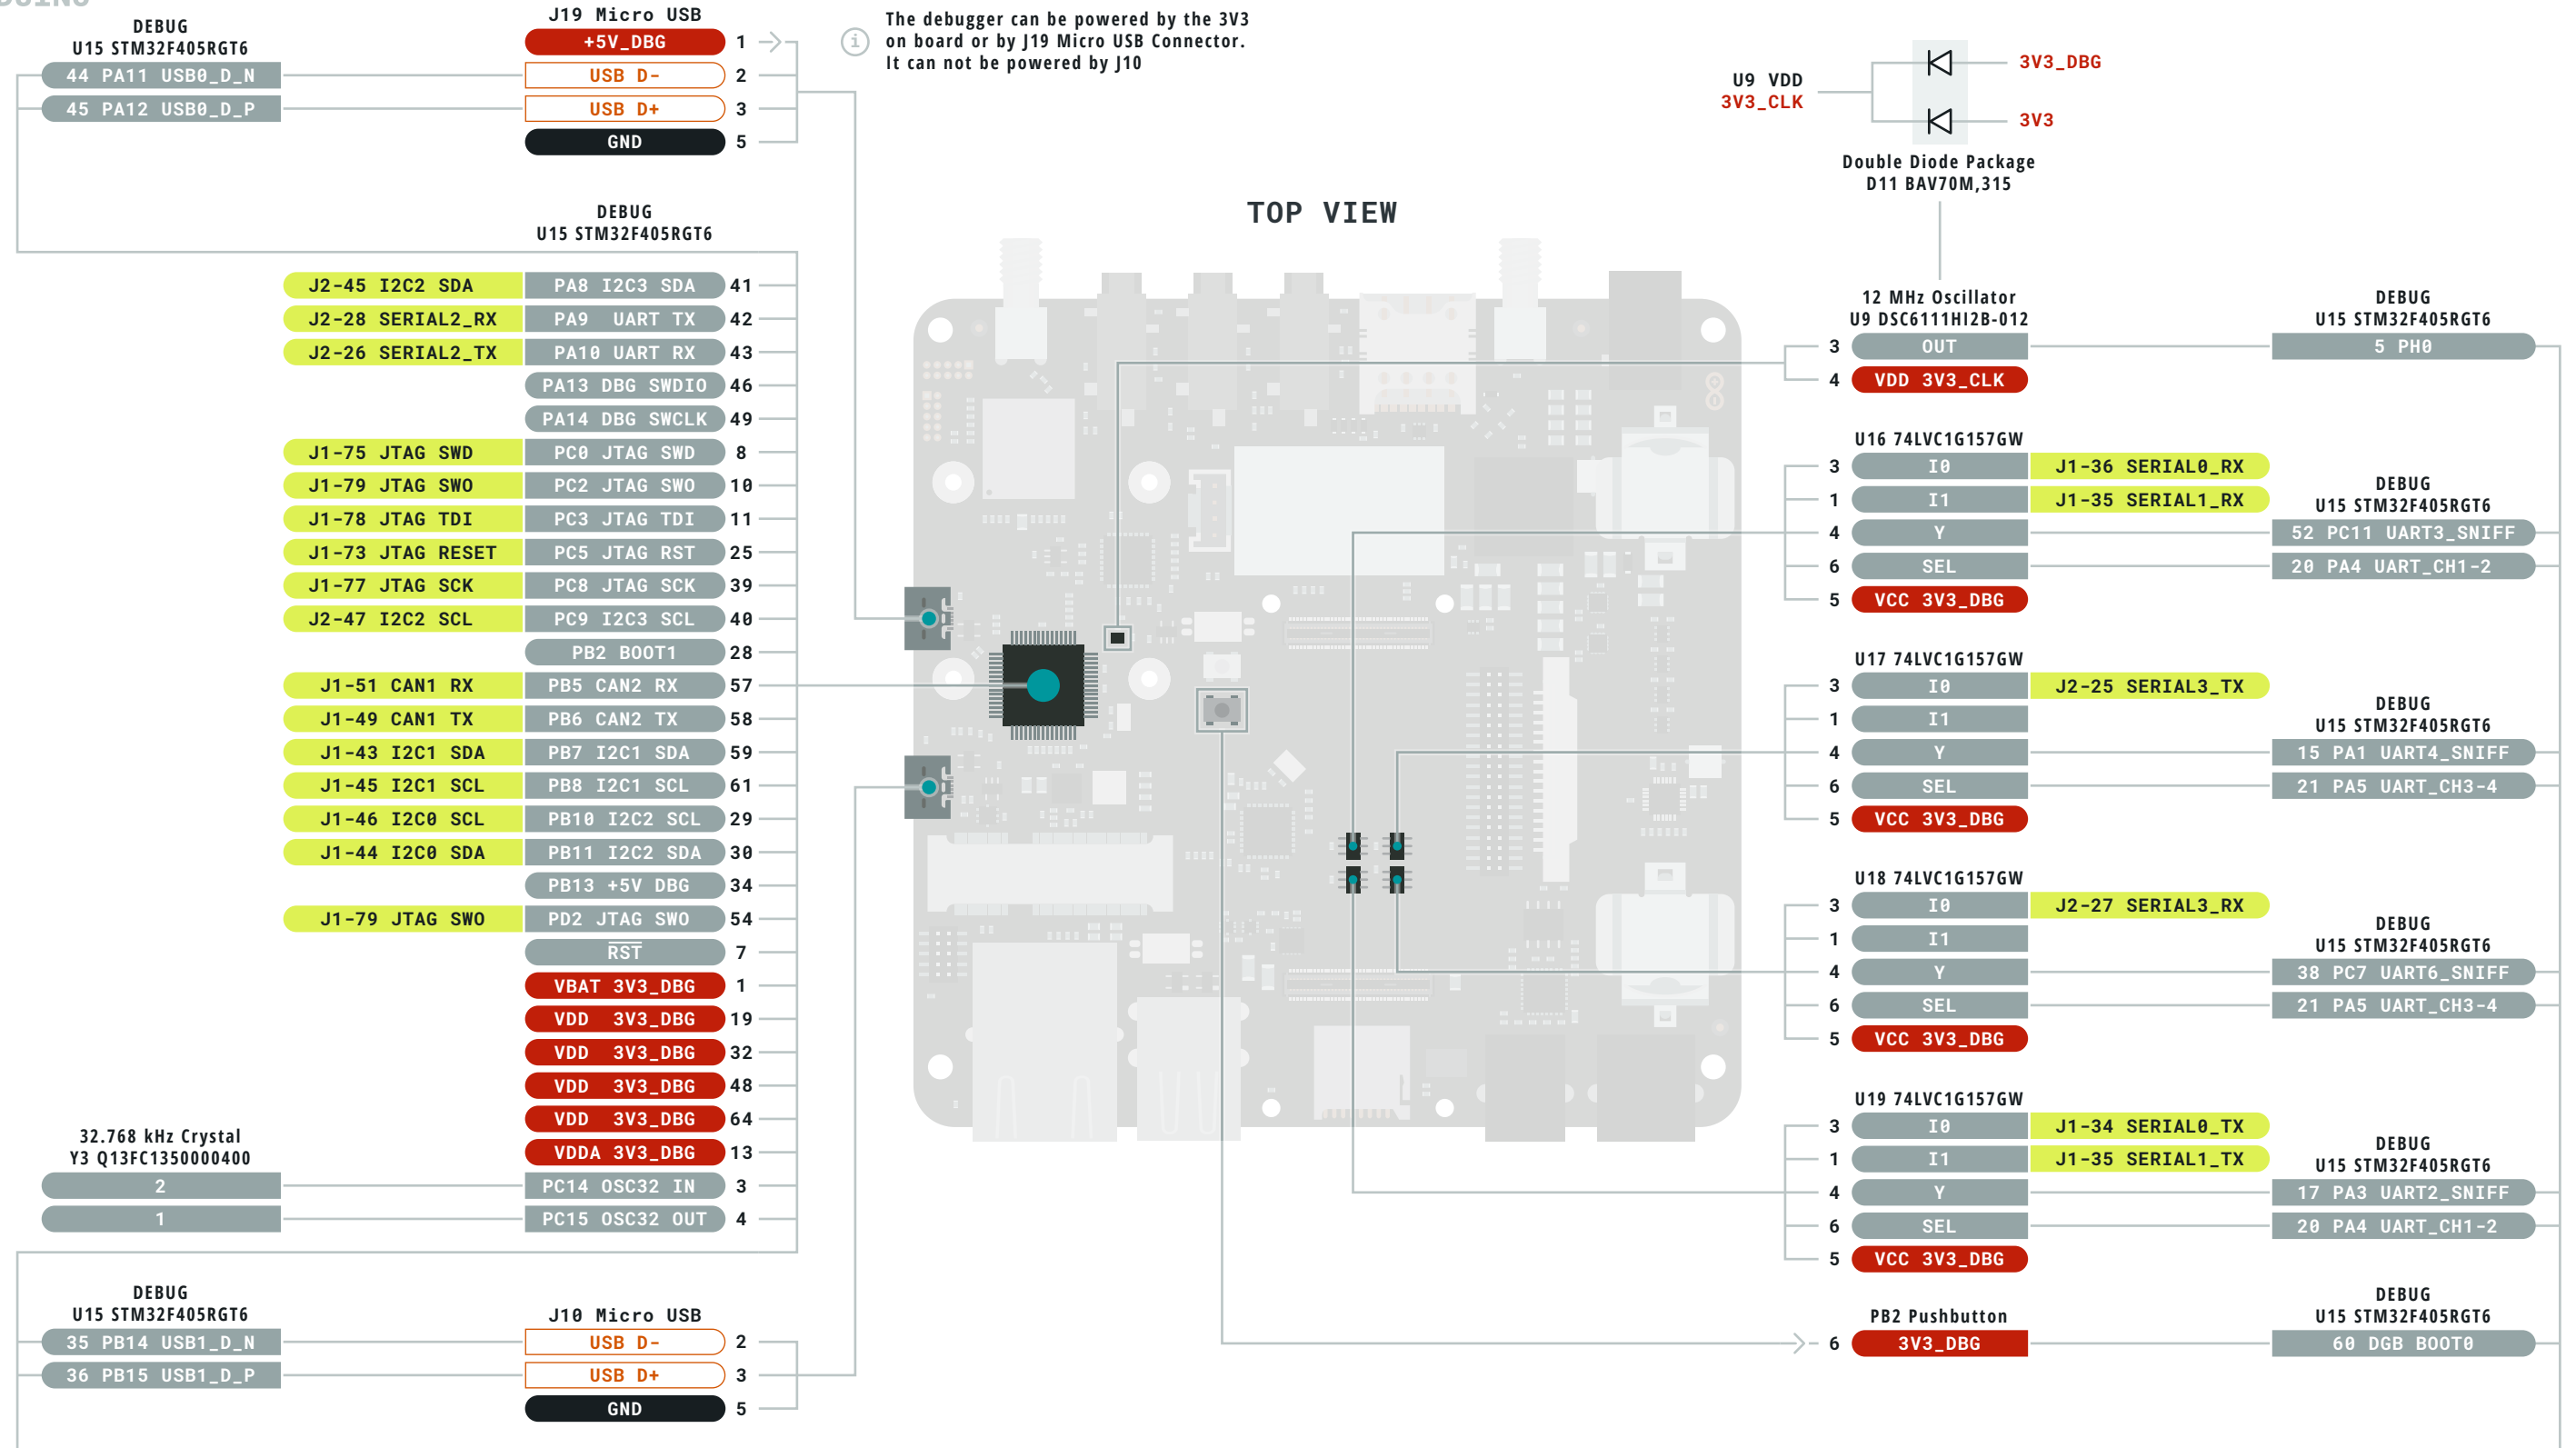 J19 Micro USB
DEBUG
U15 STM32F405RGT6
+5V_DBG 1
44 PA11 USB0_D_N USB D- 2
45 PA12 USB0_D_P USB D+ 3
GND 5
i
The debugger can be powered by the 3V3
on board or by J19 Micro USB Connector.
It can not be powered by J10
U9 VDD
3V3_CLK
3V3_DBG
3V3
Double Diode Package
D11 BAV70M,315
TOP VIEW
DEBUG
U15 STM32F405RGT6
J2-45 I2C2 SDA PA8 I2C3 SDA 41
J2-28 SERIAL2_RX PA9 UART TX 42
J2-26 SERIAL2_TX PA10 UART RX 43
PA13 DBG SWDIO 46
PA14 DBG SWCLK 49
J1-75 JTAG SWD PC0 JTAG SWD 8
J1-79 JTAG SWO PC2 JTAG SWO 10
J1-78 JTAG TDI PC3 JTAG TDI 11
J1-73 JTAG RESET PC5 JTAG RST 25
J1-77 JTAG SCK PC8 JTAG SCK 39
J2-47 I2C2 SCL PC9 I2C3 SCL 40
PB2 BOOT1 28
J1-51 CAN1 RX PB5 CAN2 RX 57
J1-49 CAN1 TX PB6 CAN2 TX 58
J1-43 I2C1 SDA PB7 I2C1 SDA 59
J1-45 I2C1 SCL PB8 I2C1 SCL 61
J1-46 I2C0 SCL PB10 I2C2 SCL 29
J1-44 I2C0 SDA PB11 I2C2 SDA 30
PB13 +5V DBG 34
J1-79 JTAG SWO PD2 JTAG SWO 54
RST 7
VBAT 3V3_DBG 1
VDD 3V3_DBG 19
VDD 3V3_DBG 32
VDD 3V3_DBG 48
VDD 3V3_DBG 64
VDDA 3V3_DBG 13
32.768 kHz Crystal
Y3 Q13FC1350000400
2 PC14 OSC32 IN 3
1 PC15 OSC32 OUT 4
DEBUG
U15 STM32F405RGT6
J10 Micro USB
35 PB14 USB1_D_N USB D- 2
36 PB15 USB1_D_P USB D+ 3
GND 5
12 MHz Oscillator
U9 DSC6111HI2B-012
DEBUG
U15 STM32F405RGT6
3 OUT 5 PH0
4 VDD 3V3_CLK
U16 74LVC1G157GW
3 I0 J1-36 SERIAL0_RX
1 I1 J1-35 SERIAL1_RX
DEBUG
U15 STM32F405RGT6
4 Y 52 PC11 UART3_SNIFF
6 SEL 20 PA4 UART_CH1-2
5 VCC 3V3_DBG
U17 74LVC1G157GW
3 I0 J2-25 SERIAL3_TX
1 I1
DEBUG
U15 STM32F405RGT6
4 Y 15 PA1 UART4_SNIFF
6 SEL 21 PA5 UART_CH3-4
5 VCC 3V3_DBG
U18 74LVC1G157GW
3 I0 J2-27 SERIAL3_RX
1 I1
DEBUG
U15 STM32F405RGT6
4 Y 38 PC7 UART6_SNIFF
6 SEL 21 PA5 UART_CH3-4
5 VCC 3V3_DBG
U19 74LVC1G157GW
3 I0 J1-34 SERIAL0_TX
1 I1 J1-35 SERIAL1_TX
DEBUG
U15 STM32F405RGT6
4 Y 17 PA3 UART2_SNIFF
6 SEL 20 PA4 UART_CH1-2
5 VCC 3V3_DBG
PB2 Pushbutton
DEBUG
U15 STM32F405RGT6
6 3V3_DBG 60 DGB BOOT0